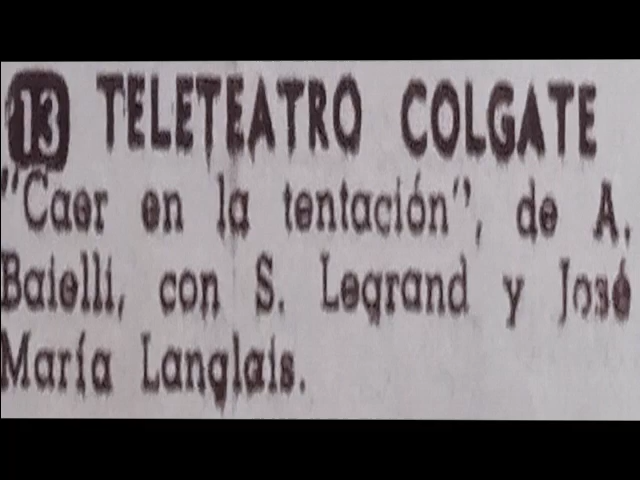 13 TELETEATRO COLGATE
"Caer en la tentación", de A.
Baielli, con S. Legrand y José
María Langlais.